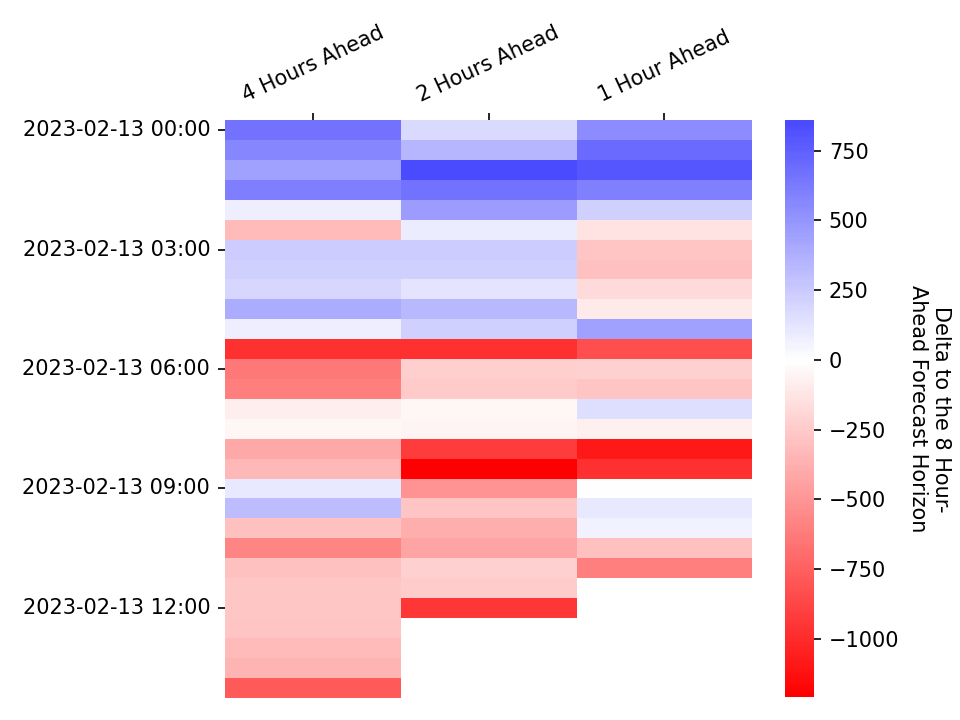 4 Hours Ahead
2 Hours Ahead
1 Hour Ahead
2023-02-13 00:00
2023-02-13 03:00
2023-02-13 06:00
2023-02-13 09:00
2023-02-13 12:00
750
500
250
0
−250
−500
−750
−1000
Delta to the 8 Hour-
Ahead Forecast Horizon